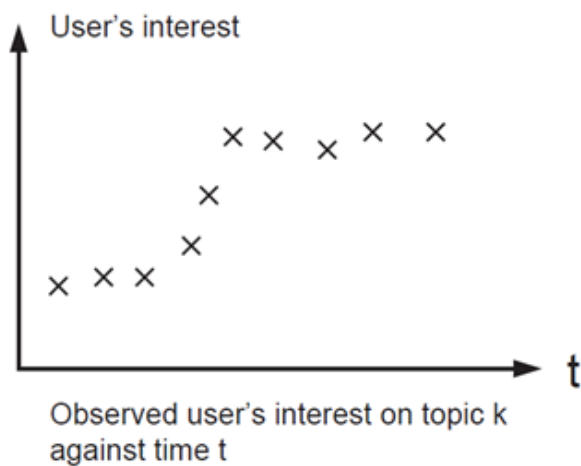 User's interest
t
Observed user's interest on topic k
against time t